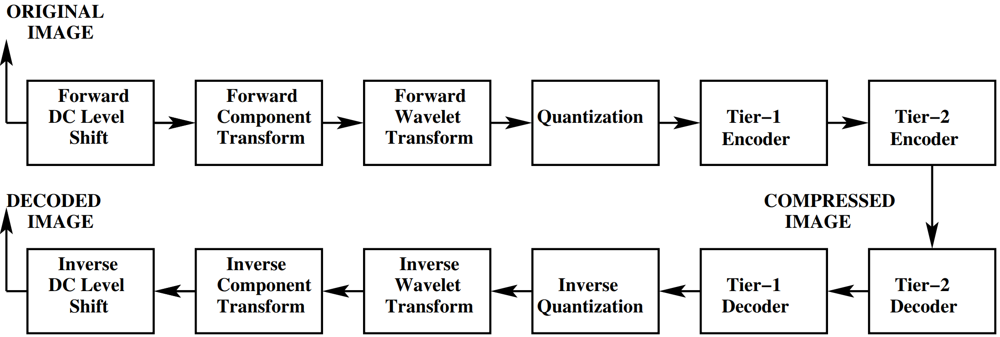 ORIGINAL
IMAGE
Forward
DC Level
Shift
Forward
Component
Transform
Forward
Wavelet
Transform
Quantization
Tier−1
Encoder
Tier−2
Encoder
DECODED
IMAGE
COMPRESSED
IMAGE
Inverse
DC Level
Shift
Inverse
Component
Transform
Inverse
Wavelet
Transform
Inverse
Quantization
Tier−1
Decoder
Tier−2
Decoder